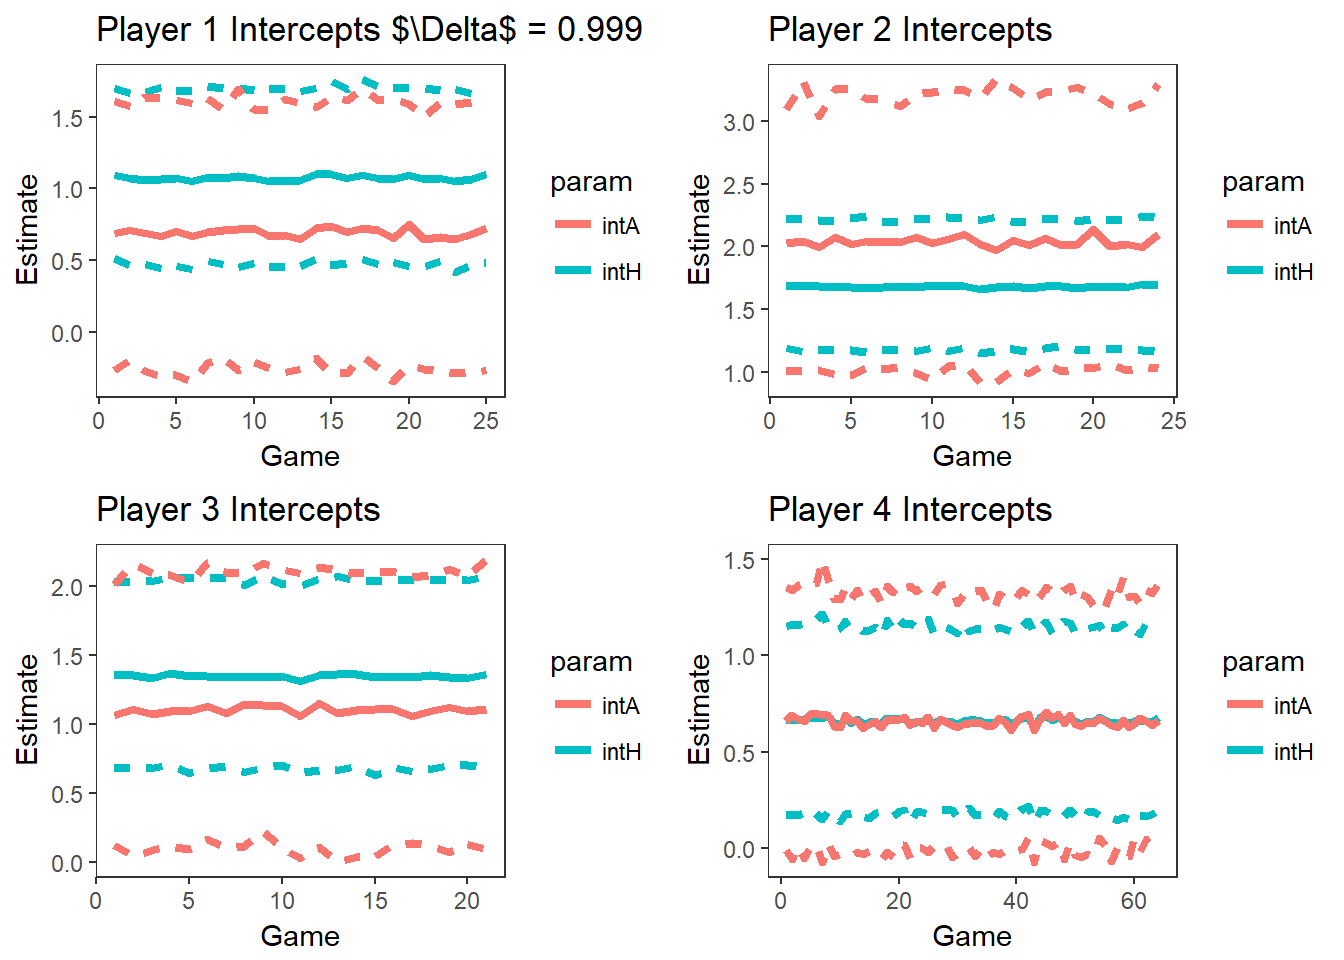 Player 1 Intercepts $\Delta$ = 0.999
Estimate
1.5
1.0
0.5
0.0
0 5 10 15 20 25
Game
param
intA
intH
Player 2 Intercepts
Estimate
3.0
2.5
2.0
1.5
1.0
0 5 10 15 20 25
Game
param
intA
intH
Player 3 Intercepts
Estimate
2.0
1.5
1.0
0.5
0.0
0 5 10 15 20
Game
param
intA
intH
Player 4 Intercepts
Estimate
1.5
1.0
0.5
0.0
0 20 40 60
Game
param
intA
intH